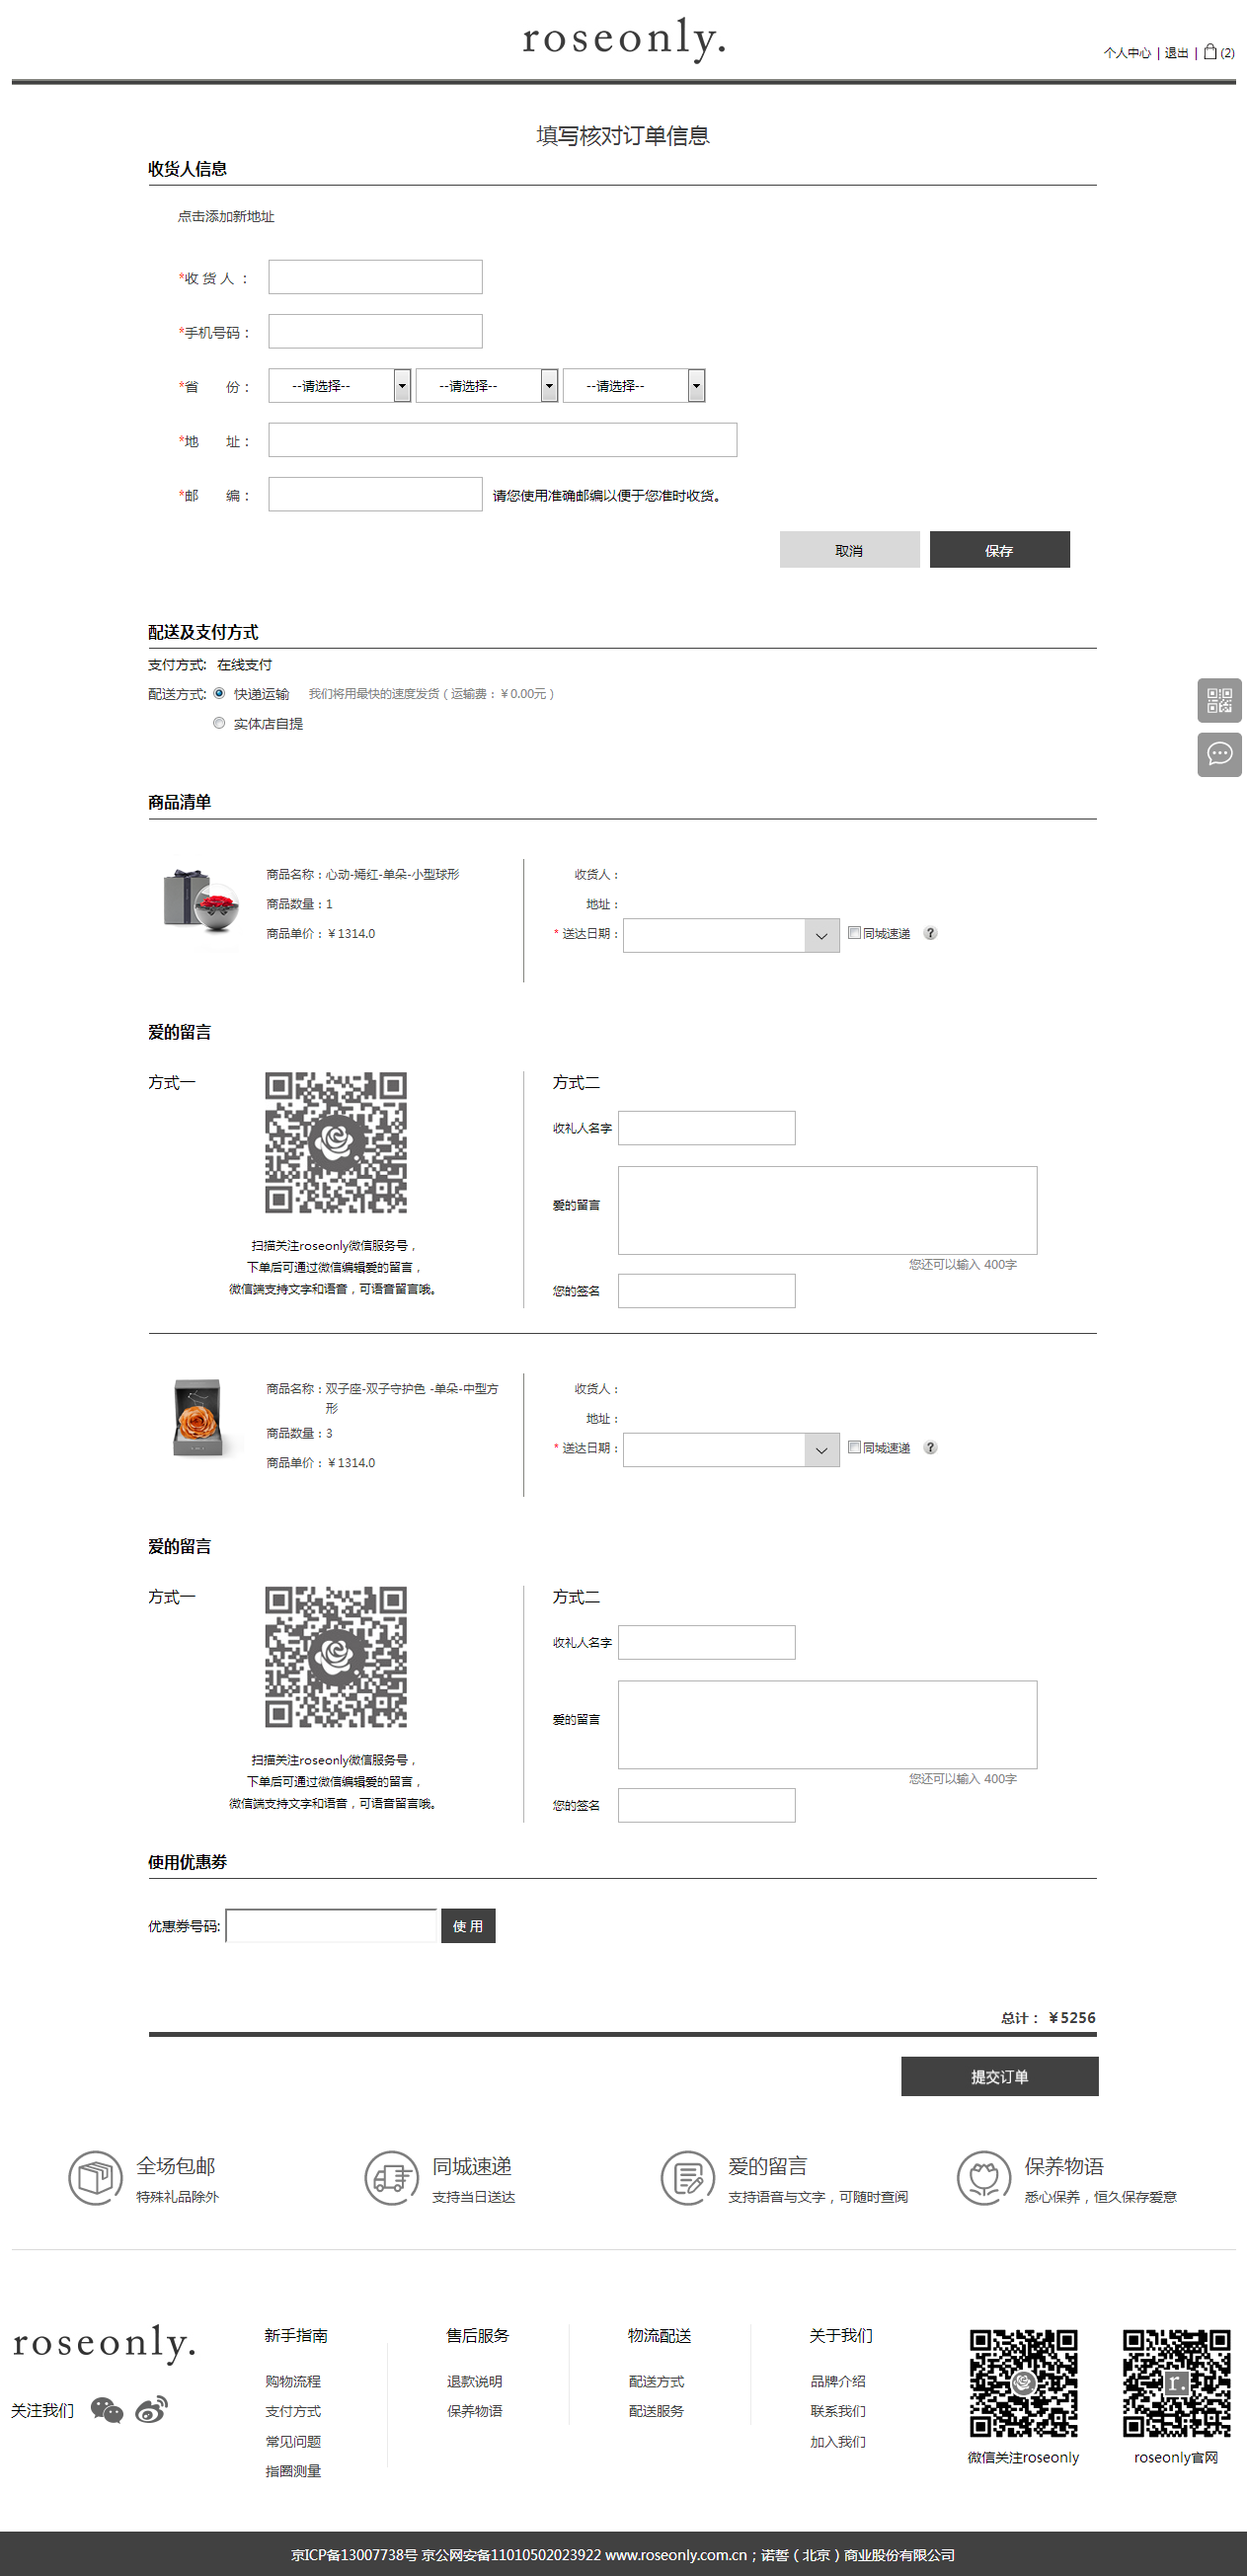 roseonly.
个人中心 | 退出 | (2)
填写核对订单信息
收货人信息
点击添加新地址
*收 货 人 ：
*手机号码：
*省 份： --请选择-- --请选择-- --请选择--
*地 址：
*邮 编： 请您使用准确邮编以便于您准时收货。
取消 保存
配送及支付方式
支付方式: 在线支付
配送方式: 快递运输 我们将用最快的速度发货（运输费：￥0.00元）
实体店自提
商品清单
商品名称：心动-嫣红-单朵-小型球形
商品数量：1
商品单价：￥1314.0
收货人：
地址：
* 送达日期： 同城速递 ?
爱的留言
方式一
扫描关注roseonly微信服务号，
下单后可通过微信编辑爱的留言，
微信端支持文字和语音，可语音留言哦。
方式二
收礼人名字
爱的留言
您还可以输入 400字
您的签名
商品名称：双子座-双子守护色 -单朵-中型方
形
商品数量：3
商品单价：￥1314.0
收货人：
地址：
* 送达日期： 同城速递 ?
爱的留言
方式一
扫描关注roseonly微信服务号，
下单后可通过微信编辑爱的留言，
微信端支持文字和语音，可语音留言哦。
方式二
收礼人名字
爱的留言
您还可以输入 400字
您的签名
使用优惠券
优惠券号码: 使 用
总计： ￥5256
提交订单
全场包邮
特殊礼品除外
同城速递
支持当日送达
爱的留言
支持语音与文字，可随时查阅
保养物语
悉心保养，恒久保存爱意
roseonly.
关注我们
新手指南
购物流程
支付方式
常见问题
指圈测量
售后服务
退款说明
保养物语
物流配送
配送方式
配送服务
关于我们
品牌介绍
联系我们
加入我们
微信关注roseonly
r.
roseonly官网
京ICP备13007738号 京公网安备11010502023922 www.roseonly.com.cn；诺誓（北京）商业股份有限公司